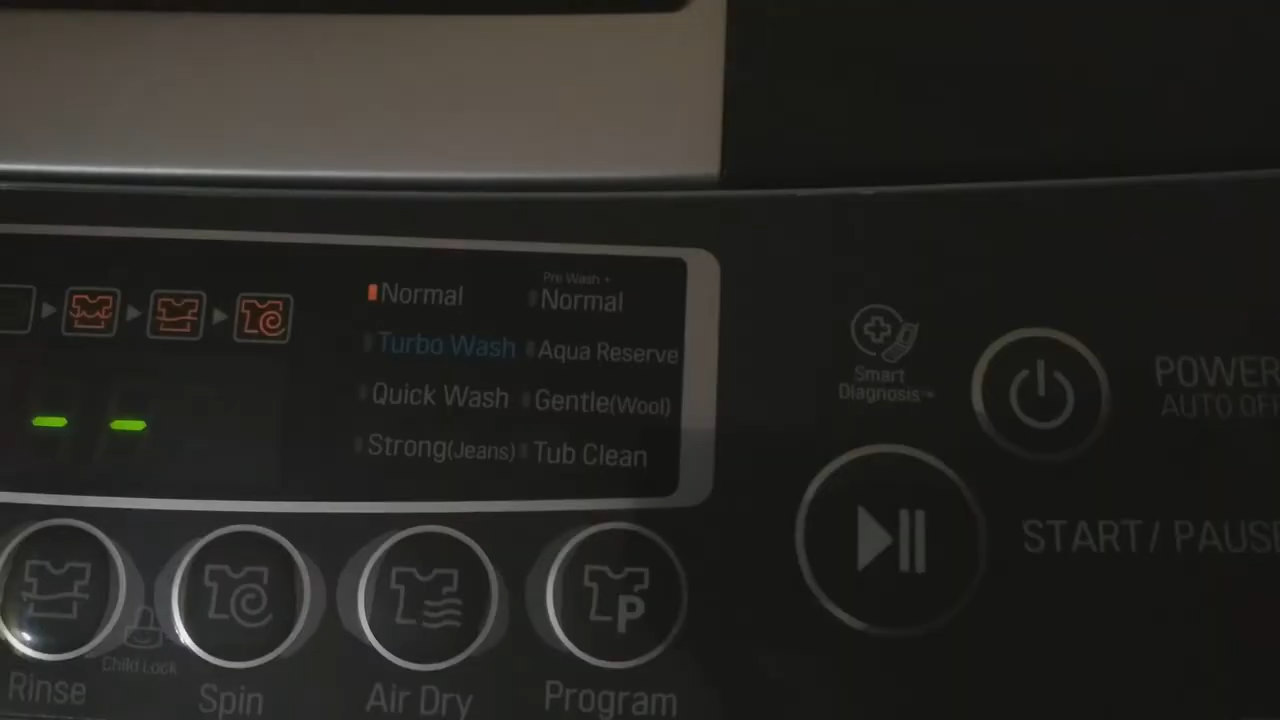 Normal
Pre Wash +
Normal
Turbo Wash
Aqua Reserve
Quick Wash
Gentle(Wool)
Strong(Jeans)
Tub Clean
Smart
Diagnosis™
POWER
AUTO OFF
START/ PAUSE
P
Child Lock
Rinse
Spin
Air Dry
Program